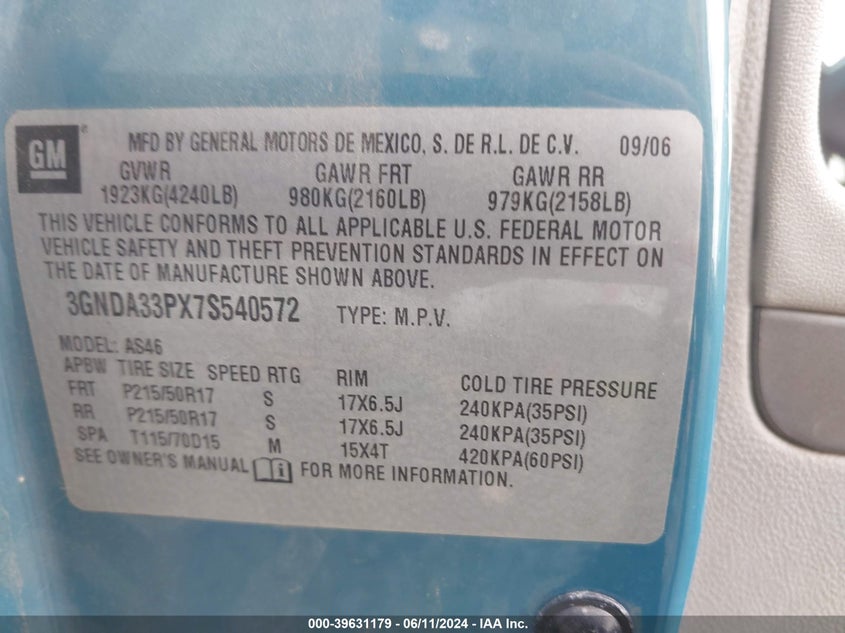 GM ® MFD BY GENERAL MOTORS DE MEXICO, S. DE R.L. DE C.V. 09/06
GVWR GAWR FRT GAWR RR
1923KG(4240LB) 980KG(2160LB) 979KG(2158LB)
THIS VEHICLE CONFORMS TO ALL APPLICABLE U.S. FEDERAL MOTOR
VEHICLE SAFETY AND THEFT PREVENTION STANDARDS IN EFFECT ON
THE DATE OF MANUFACTURE SHOWN ABOVE.
3GNDA33PX7S540572 TYPE: M.P.V.
MODEL: AS46
APBW TIRE SIZE SPEED RTG RIM COLD TIRE PRESSURE
FRT P215/50R17 S 17X6.5J 240KPA(35PSI)
RR P215/50R17 S 17X6.5J 240KPA(35PSI)
SPA T115/70D15 M 15X4T 420KPA(60PSI)
SEE OWNER'S MANUAL FOR MORE INFORMATION.
000-39631179 - 06/11/2024 - IAA Inc.